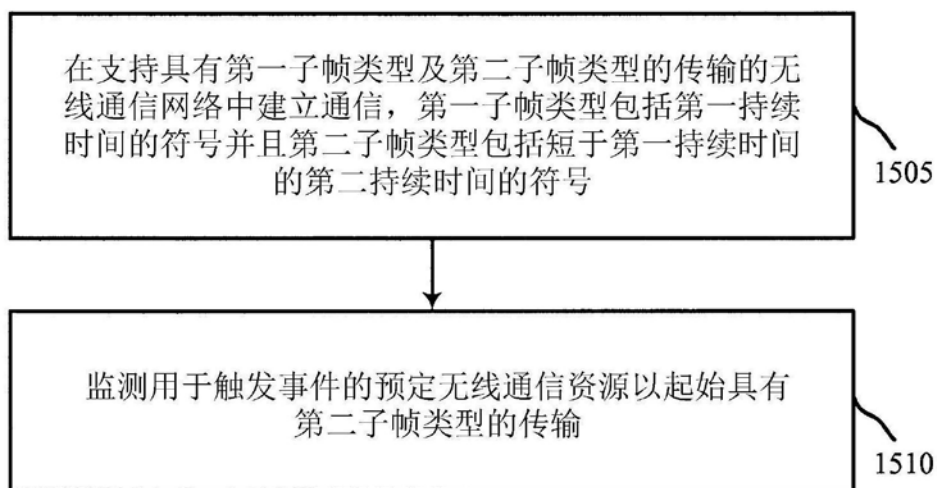 在支持具有第一子帧类型及第二子帧类型的传输的无
线通信网络中建立通信，第一子帧类型包括第一持续
时间的符号并且第二子帧类型包括短于第一持续时间
的第二持续时间的符号
1505
监测用于触发事件的预定无线通信资源以起始具有
第二子帧类型的传输
1510